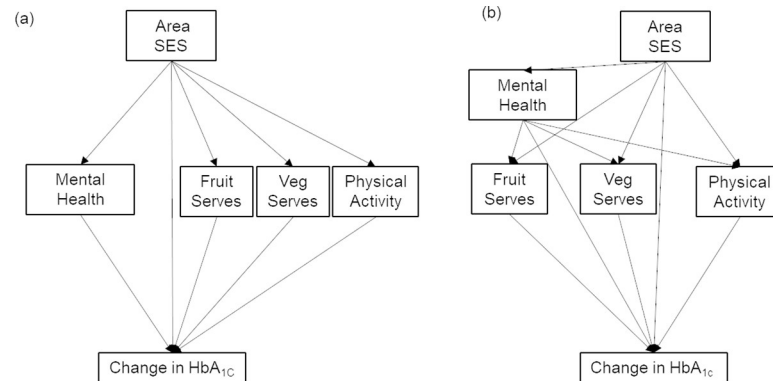 (a)
Area
SES
Mental
Health
Fruit
Serves
Veg
Serves
Physical
Activity
Change in HbA1C
(b)
Area
SES
Mental
Health
Fruit
Serves
Veg
Serves
Physical
Activity
Change in HbA1c